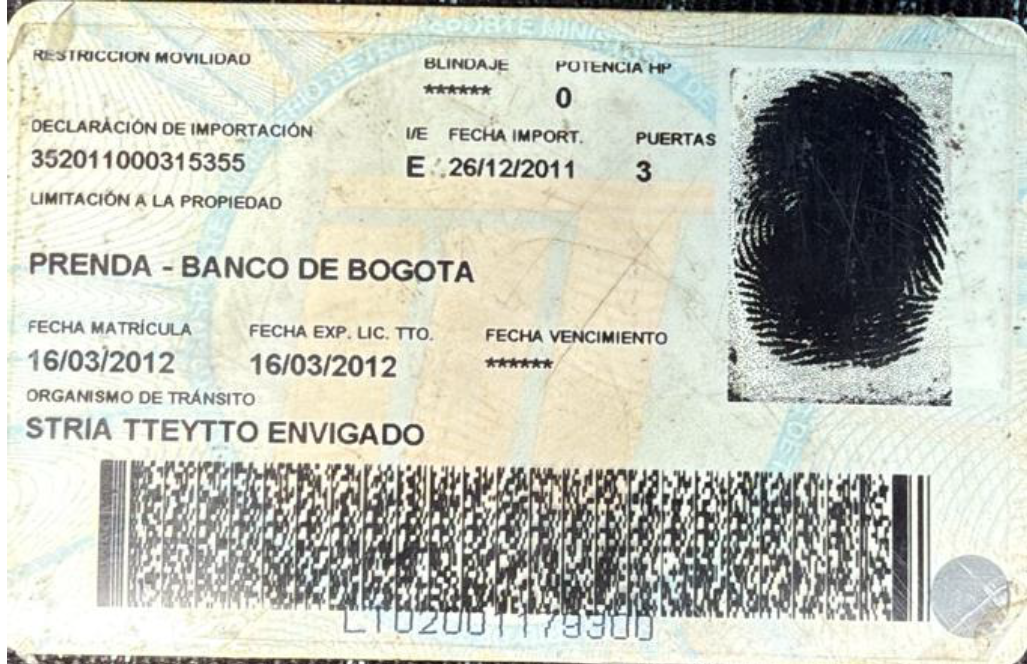 RESTRICCION MOVILIDAD BLINDAJE POTENCIA HP
****** 0
DECLARACIÓN DE IMPORTACIÓN I/E FECHA IMPORT. PUERTAS
352011000315355 E 26/12/2011 3
LIMITACIÓN A LA PROPIEDAD
PRENDA - BANCO DE BOGOTA
FECHA MATRÍCULA FECHA EXP. LIC. TTO. FECHA VENCIMIENTO
16/03/2012 16/03/2012 ******
ORGANISMO DE TRÁNSITO
STRIA TTEYTTO ENVIGADO
LT02001179300